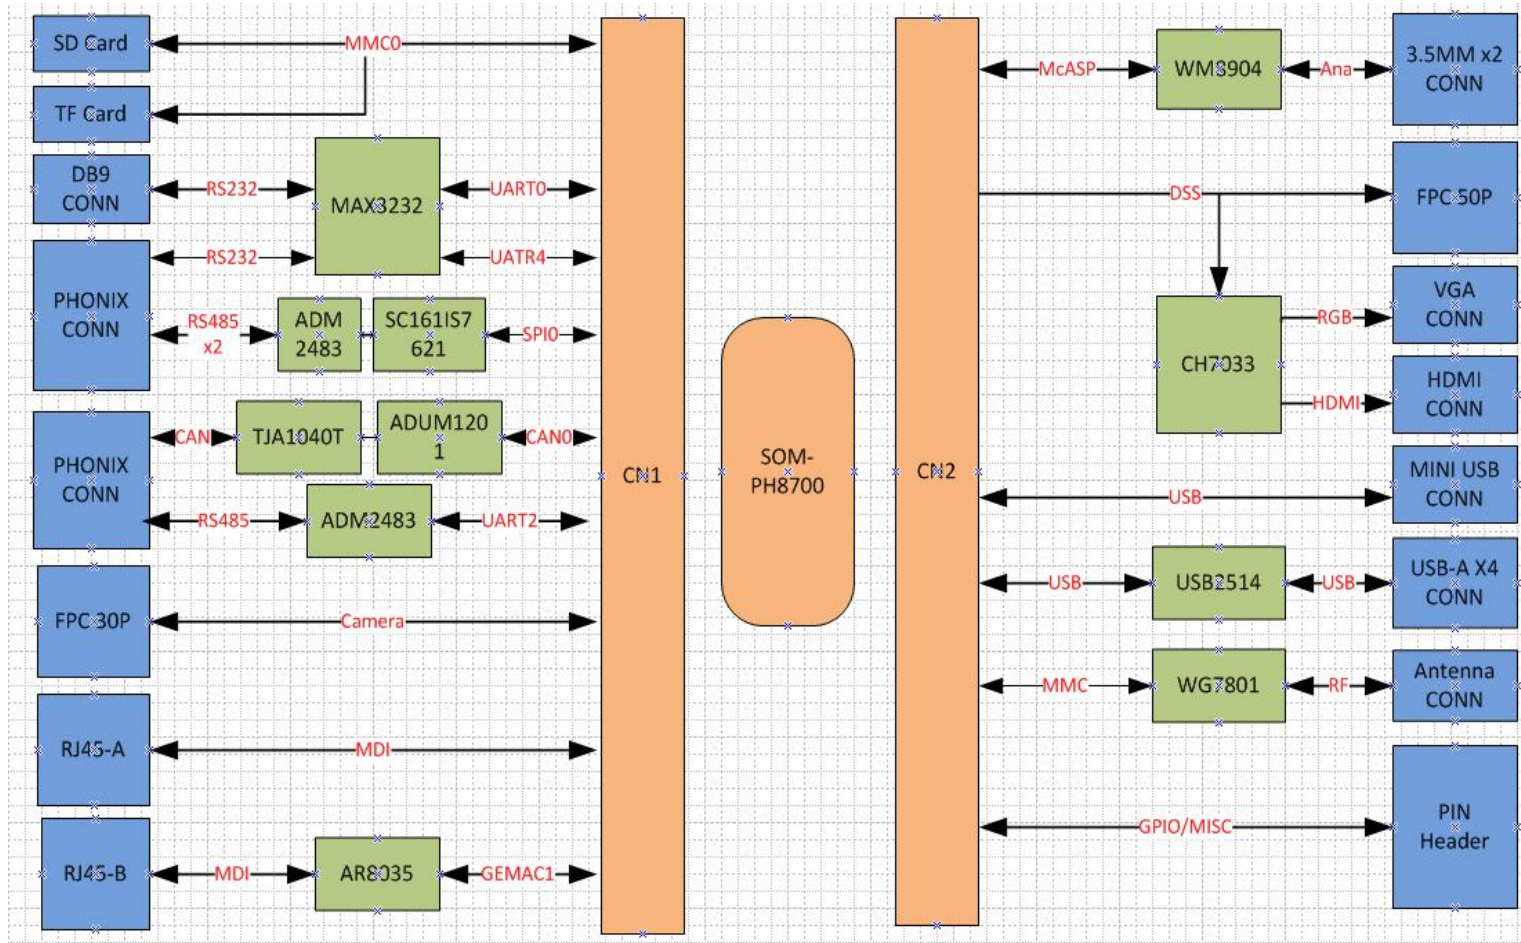 SD Card
MMC0
TF Card
DB9
CONN
RS232
MAX3232
UART0
RS232
UATR4
PHONIX
CONN
RS485
x2
ADM
2483
SC161IS7
621
SPI0
PHONIX
CONN
CAN
TJA1040T
ADUM120
1
CAN0
RS485
ADM2483
UART2
FPC 30P
Camera
RJ45-A
MDI
RJ45-B
MDI
AR8035
GEMAC1
CN1
SOM-
PH8700
CN2
McASP
WM8904
Ana
3.5MM x2
CONN
DSS
FPC 50P
CH7033
RGB
VGA
CONN
HDMI
HDMI
CONN
USB
MINI USB
CONN
USB
USB2514
USB
USB-A X4
CONN
MMC
WG7801
RF
Antenna
CONN
GPIO/MISC
PIN
Header